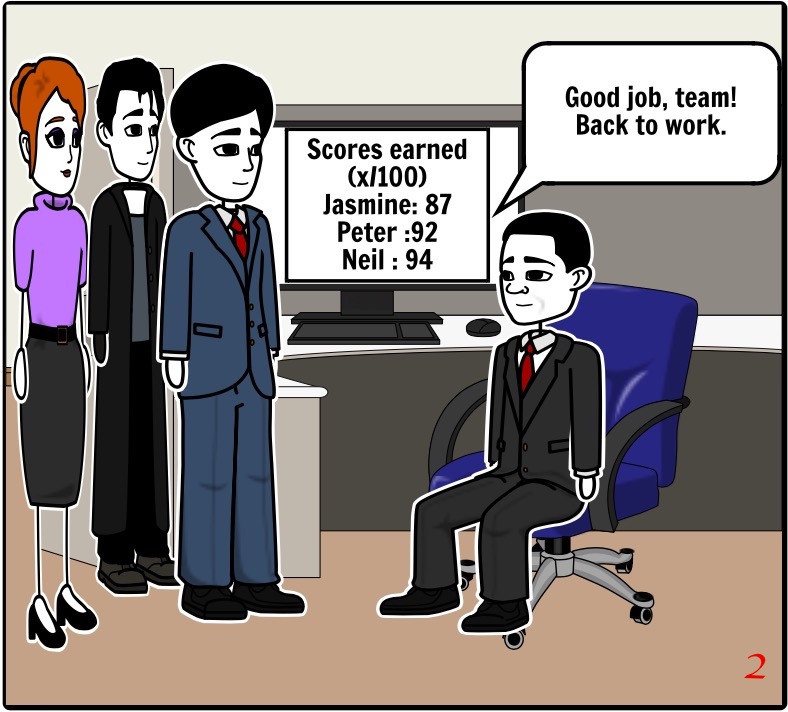 Good job, team!
Back to work.
Scores earned
(x/100)
Jasmine: 87
Peter :92
Neil : 94
2